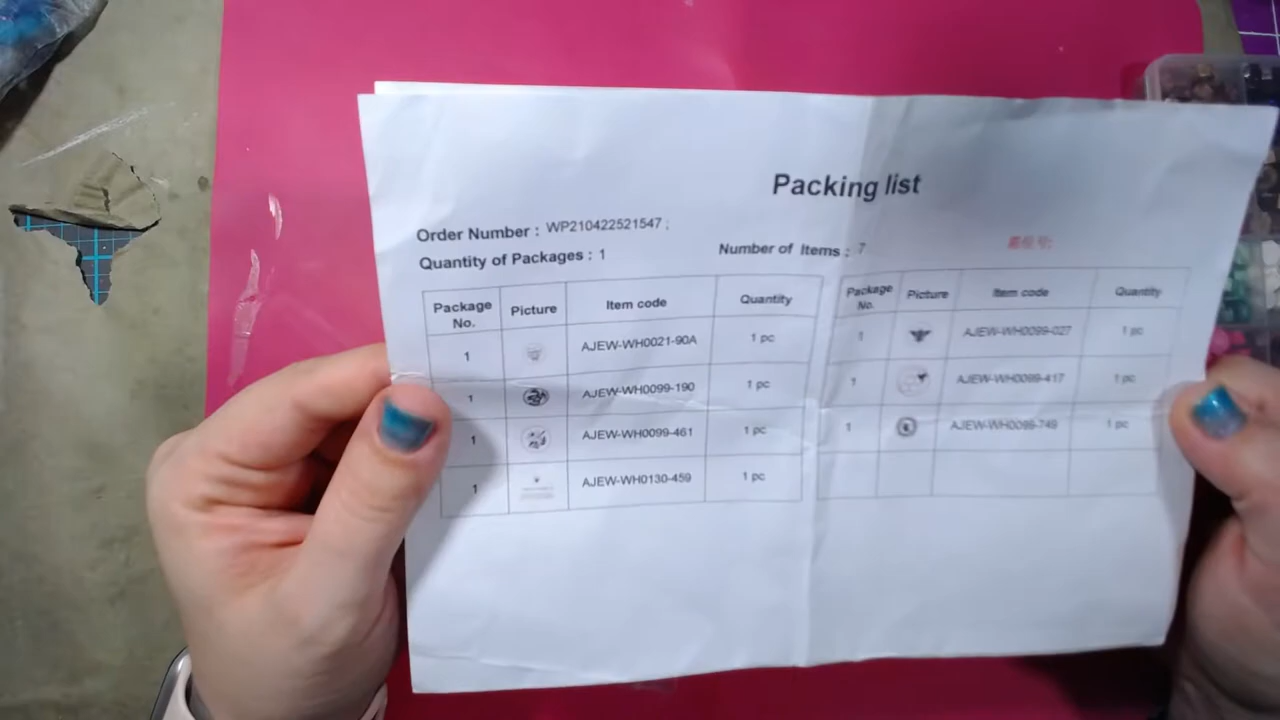 Packing list
Order Number : WP210422521547 ;
Quantity of Packages : 1
Number of Items : 7
Package No. Picture Item code Quantity
1 AJEW-WH0021-90A 1 pc
1 AJEW-WH0099-190 1 pc
1 AJEW-WH0099-461 1 pc
1 AJEW-WH0130-459 1 pc
Package No. Picture Item code Quantity
1 AJEW-WH0099-027 1 pc
1 AJEW-WH0099-417 1 pc
1 AJEW-WH0099-749 1 pc